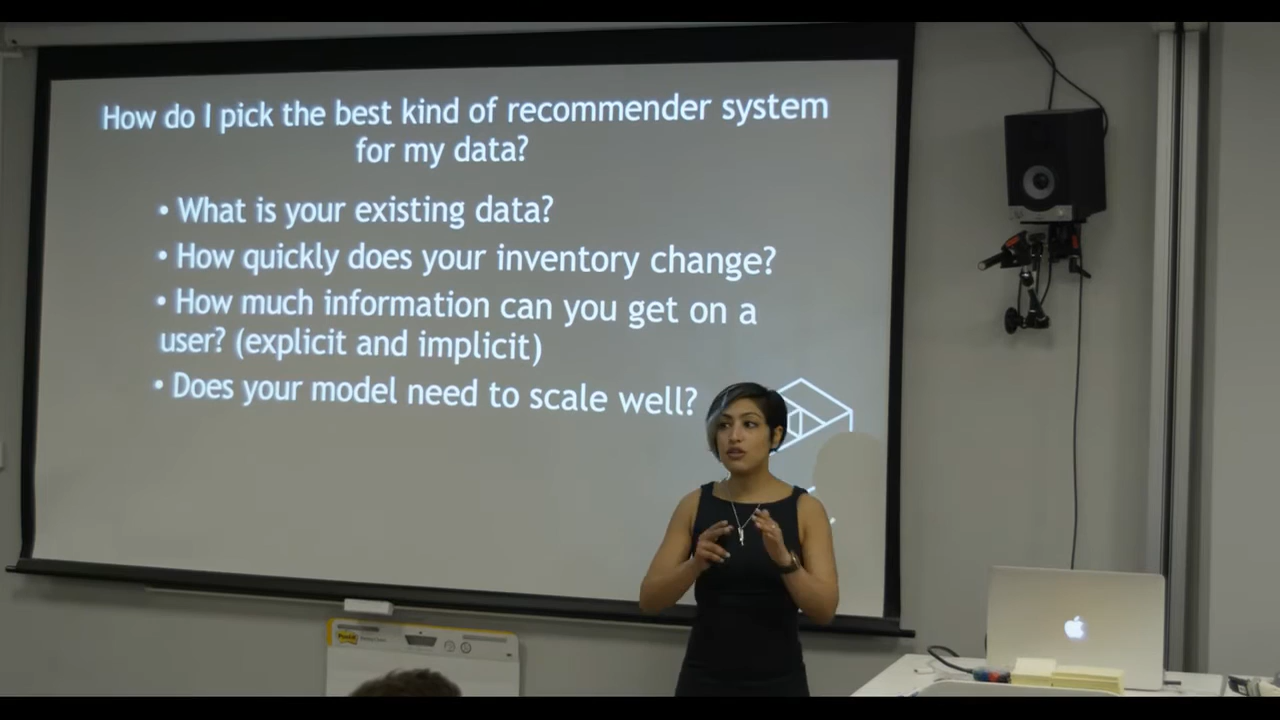 How do I pick the best kind of recommender system
for my data?
• What is your existing data?
• How quickly does your inventory change?
• How much information can you get on a
user? (explicit and implicit)
• Does your model need to scale well?
Post-it